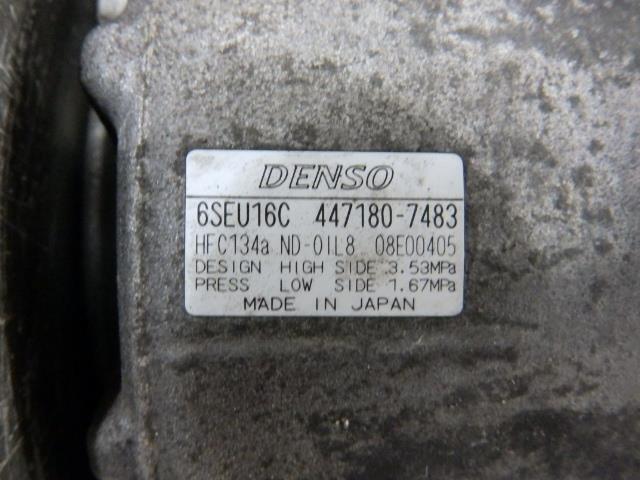 DENSO
6SEU16C 447180-7483
HFC134a ND-OIL8 08E00405
DESIGN HIGH SIDE 3.53MPa
PRESS LOW SIDE 1.67MPa
MADE IN JAPAN